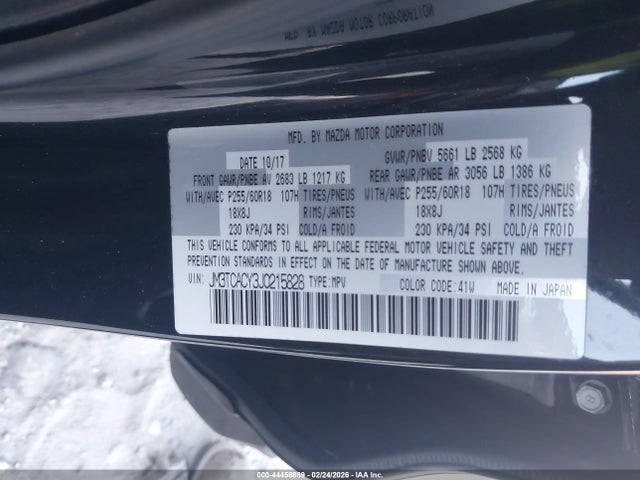 MFD. BY MAZDA MOTOR CORPORATION
DATE 10/17 GVWR/PNBV 5661 LB 2568 KG
FRONT GAWR/PNBE AV 2683 LB 1217 KG REAR GAWR/PNBE AR 3056 LB 1386 KG
WITH/AVEC P255/60R18 107H TIRES/PNEUS WITH/AVEC P255/60R18 107H TIRES/PNEUS
18X8J RIMS/JANTES 18X8J RIMS/JANTES
230 KPA/34 PSI COLD/A FROID 230 KPA/34 PSI COLD/A FROID
THIS VEHICLE CONFORMS TO ALL APPLICABLE FEDERAL MOTOR VEHICLE SAFETY AND THEFT
PREVENTION STANDARDS IN EFFECT ON THE DATE OF MANUFACTURE SHOWN ABOVE.
VIN: JM3TCACY3J0215828 TYPE:MPV COLOR CODE:41W MADE IN JAPAN
00-44458889 - 02/24/2026 - IAAI.COM